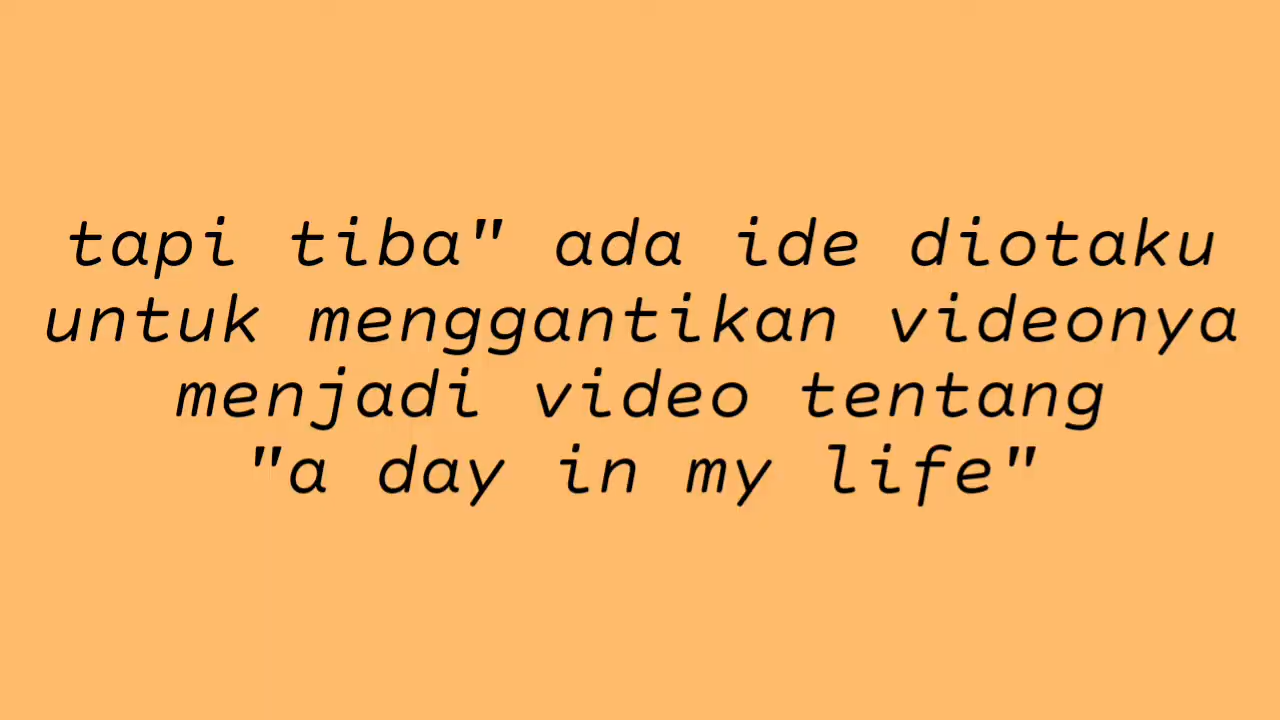 tapi tiba" ada ide diotaku
untuk menggantikan videonya
menjadi video tentang
"a day in my life"